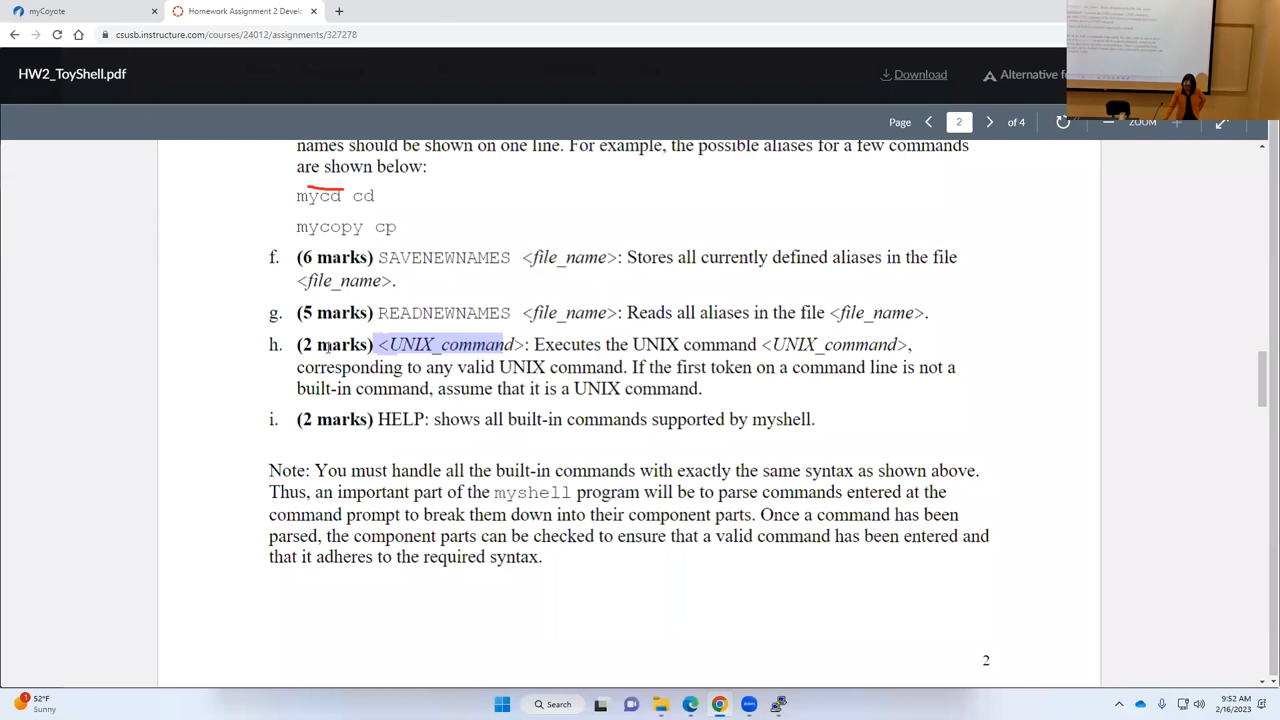 myCoyote
Homework Assignment 2 Develo
csusb.instructure.com
4012/assi
7278
HW2_ToyShell.pdf
Download
Alternative fo
Page 2 of 4
ZOOM
names should be shown on one line. For example, the possible aliases for a few commands
are shown below:
mycd cd
mycopy cp
f. (6 marks) SAVENEWNAMES <file_name>: Stores all currently defined aliases in the file
<file_name>.
g. (5 marks) READNEWNAMES <file_name>: Reads all aliases in the file <file_name>.
h. (2 marks) <UNIX_command>: Executes the UNIX command <UNIX_command>,
corresponding to any valid UNIX command. If the first token on a command line is not a
built-in command, assume that it is a UNIX command.
i. (2 marks) HELP: shows all built-in commands supported by myshell.
Note: You must handle all the built-in commands with exactly the same syntax as shown above.
Thus, an important part of the myshell program will be to parse commands entered at the
command prompt to break them down into their component parts. Once a command has been
parsed, the component parts can be checked to ensure that a valid command has been entered and
that it adheres to the required syntax.
2
52°F
Sunny
Search
9:52 AM
2/16/2023